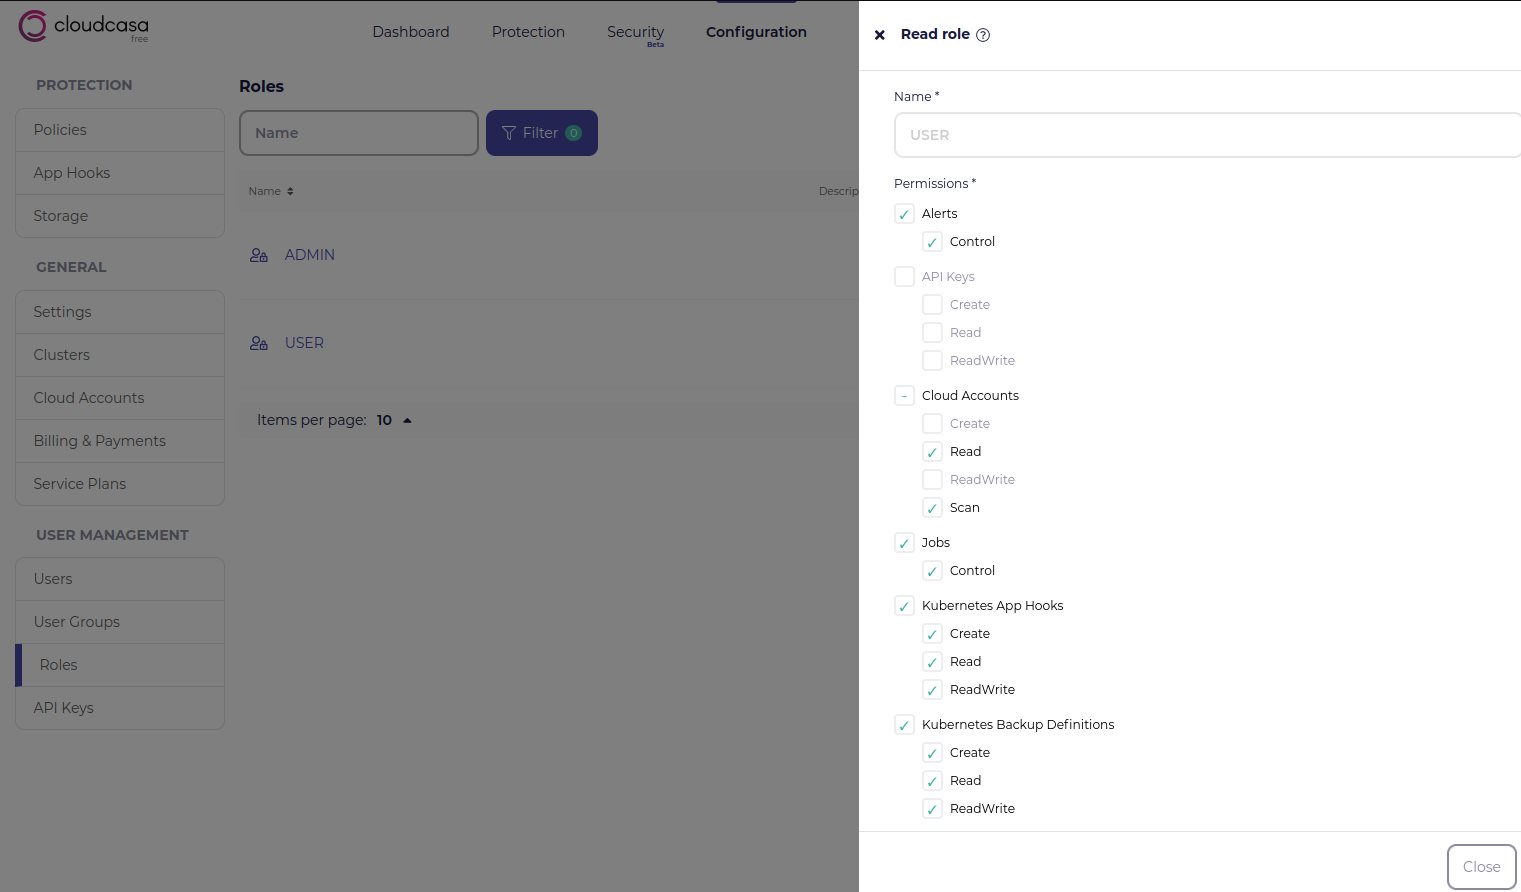 cloudcasa
free
Dashboard
Protection
Security
Beta
Configuration
PROTECTION
Policies
App Hooks
Storage
GENERAL
Settings
Clusters
Cloud Accounts
Billing & Payments
Service Plans
USER MANAGEMENT
Users
User Groups
Roles
API Keys
Roles
Name
Filter 0
Name
Descrip
ADMIN
USER
Items per page: 10
× Read role ?
Name *
USER
Permissions *
Alerts
Control
API Keys
Create
Read
ReadWrite
Cloud Accounts
Create
Read
ReadWrite
Scan
Jobs
Control
Kubernetes App Hooks
Create
Read
ReadWrite
Kubernetes Backup Definitions
Create
Read
ReadWrite
Close